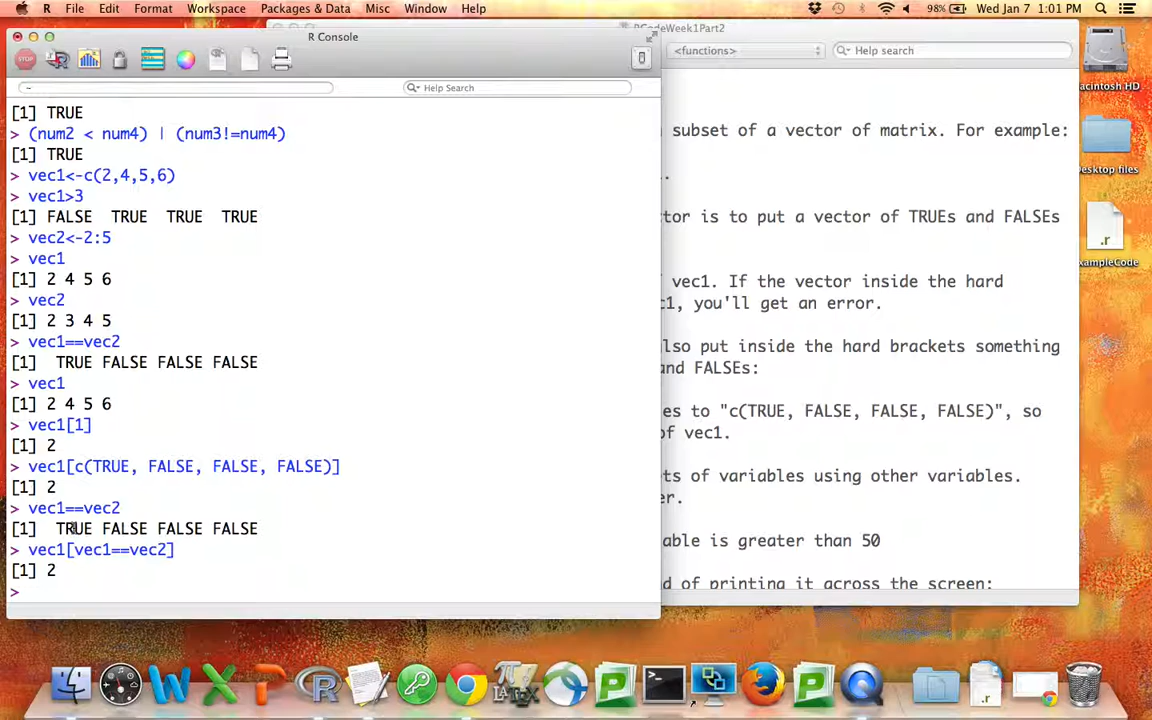 R File Edit Format Workspace Packages & Data Misc Window Help 98% Wed Jan 7 1:01 PM
RCodeWeek1Part2
R Console
<functions> Help search
~ Help Search
Macintosh HD
Desktop files
.r
ExampleCode
[1] TRUE
> (num2 < num4) | (num3!=num4)
[1] TRUE
> vec1<-c(2,4,5,6)
> vec1>3
[1] FALSE TRUE TRUE TRUE
> vec2<-2:5
> vec1
[1] 2 4 5 6
> vec2
[1] 2 3 4 5
> vec1==vec2
[1] TRUE FALSE FALSE FALSE
> vec1
[1] 2 4 5 6
> vec1[1]
[1] 2
> vec1[c(TRUE, FALSE, FALSE, FALSE)]
[1] 2
> vec1==vec2
[1] TRUE FALSE FALSE FALSE
> vec1[vec1==vec2]
[1] 2
>
subset of a vector of matrix. For example:
tor is to put a vector of TRUEs and FALSEs
f vec1. If the vector inside the hard
c1, you'll get an error.
also put inside the hard brackets something
and FALSEs:
es to "c(TRUE, FALSE, FALSE, FALSE)", so
of vec1.
ets of variables using other variables.
er.
able is greater than 50
d of printing it across the screen: